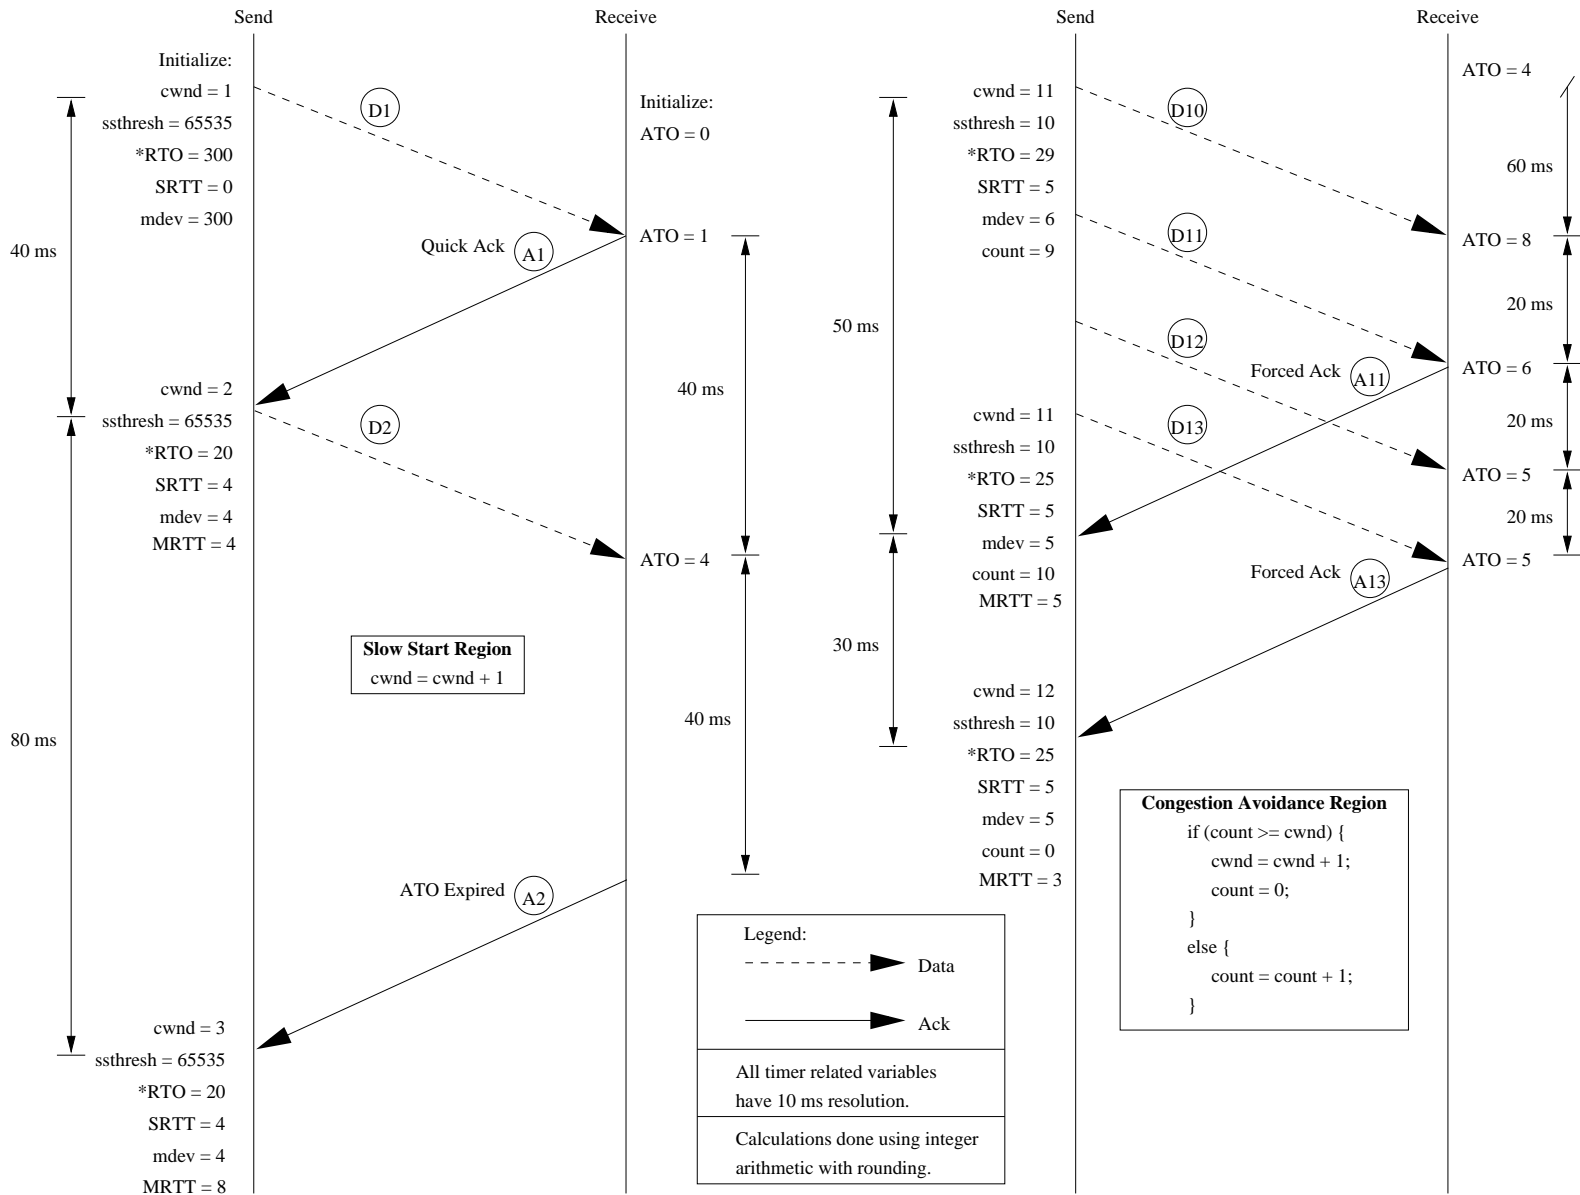 Send
Receive
Initialize:
cwnd = 1
ssthresh = 65535
*RTO = 300
SRTT = 0
mdev = 300
D1
Initialize:
ATO = 0
40 ms
Quick Ack
A1
ATO = 1
cwnd = 2
ssthresh = 65535
*RTO = 20
SRTT = 4
mdev = 4
MRTT = 4
D2
40 ms
ATO = 4
Slow Start Region
cwnd = cwnd + 1
80 ms
40 ms
ATO Expired
A2
cwnd = 3
ssthresh = 65535
*RTO = 20
SRTT = 4
mdev = 4
MRTT = 8
Send
Receive
ATO = 4
cwnd = 11
ssthresh = 10
*RTO = 29
SRTT = 5
mdev = 6
count = 9
D10
60 ms
D11
ATO = 8
50 ms
20 ms
D12
Forced Ack
A11
ATO = 6
cwnd = 11
ssthresh = 10
*RTO = 25
SRTT = 5
mdev = 5
count = 10
MRTT = 5
D13
20 ms
ATO = 5
20 ms
Forced Ack
A13
ATO = 5
30 ms
cwnd = 12
ssthresh = 10
*RTO = 25
SRTT = 5
mdev = 5
count = 0
MRTT = 3
Congestion Avoidance Region
if (count >= cwnd) {
cwnd = cwnd + 1;
count = 0;
}
else {
count = count + 1;
}
Legend:
Data
Ack
All timer related variables
have 10 ms resolution.
Calculations done using integer
arithmetic with rounding.